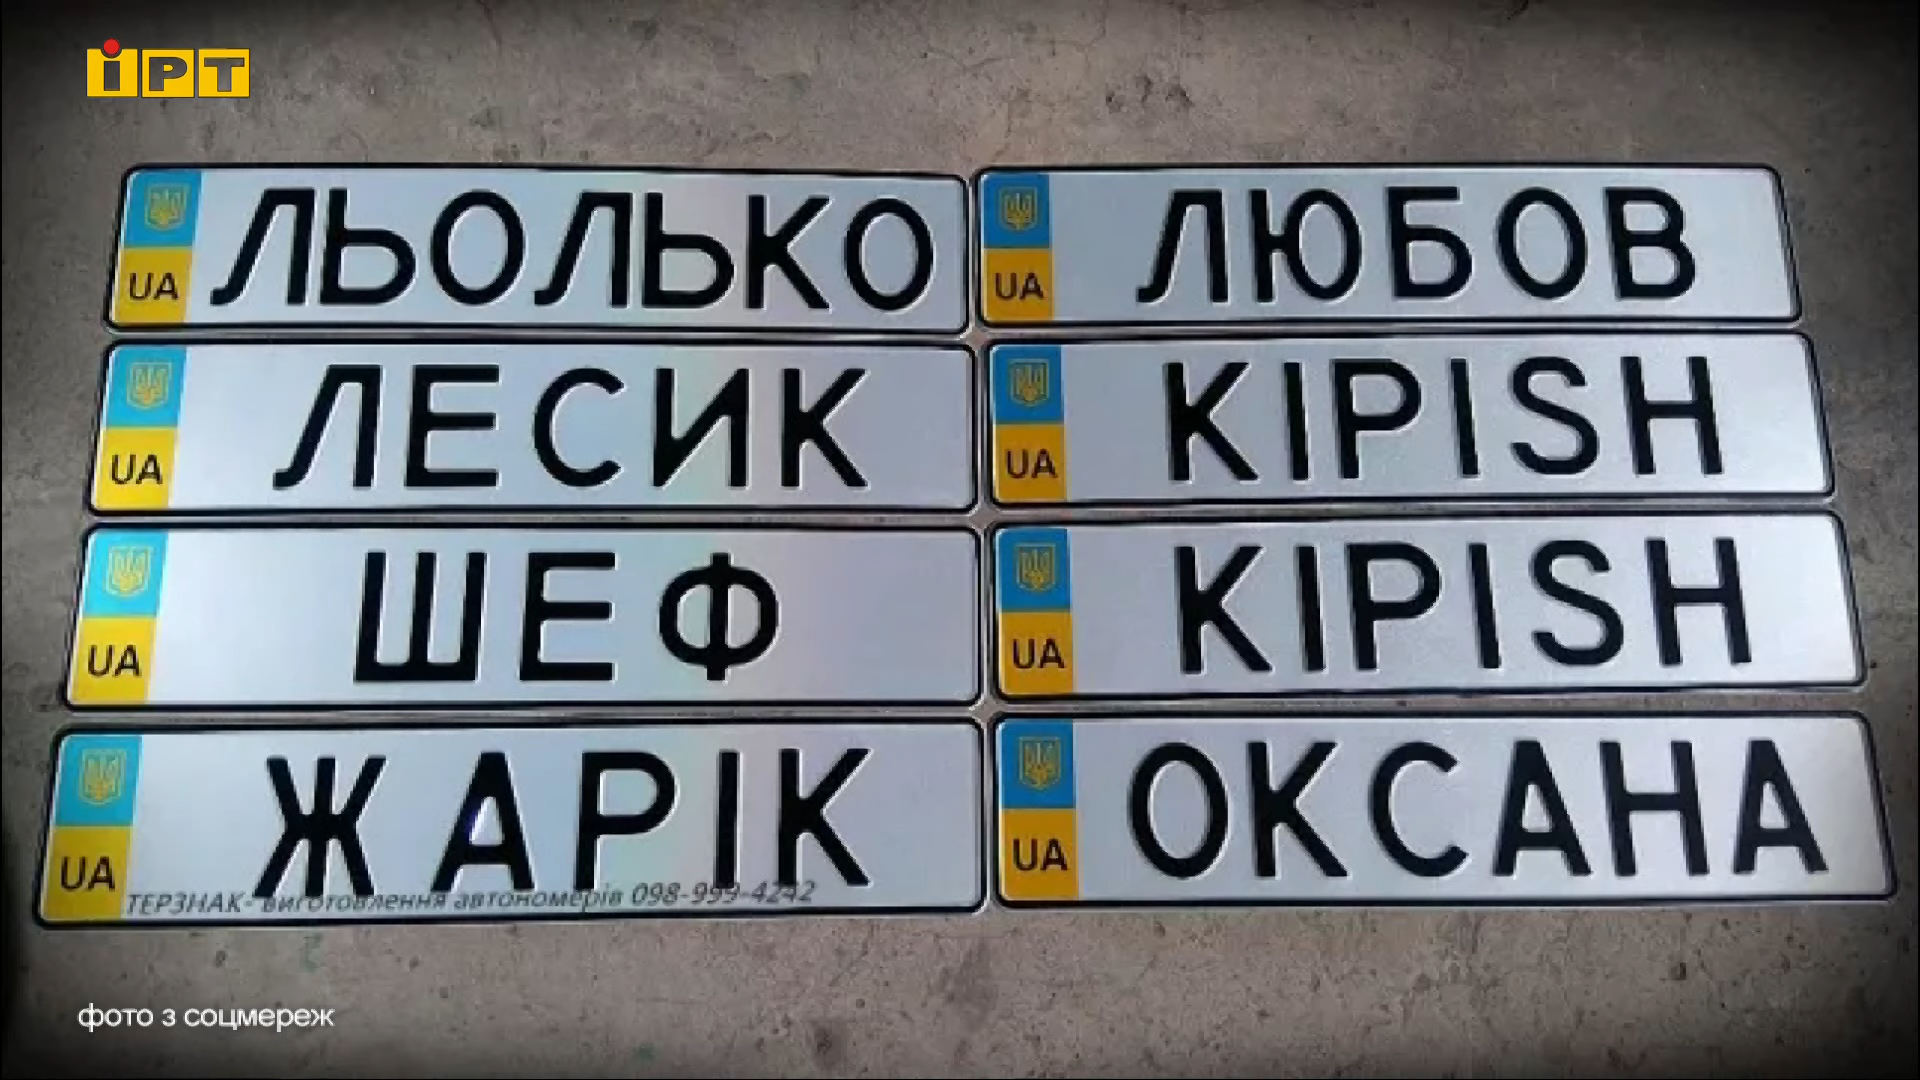 іРТ
UA ЛЬОЛЬКО
UA ЛЮБОВ
UA ЛЕСИК
UA KIPISH
UA ШЕФ
UA KIPISH
UA ЖАРІК
UA ОКСАНА
ТЕРЗНАК- виготовлення автономерів 098-999-4242
фото з соцмереж